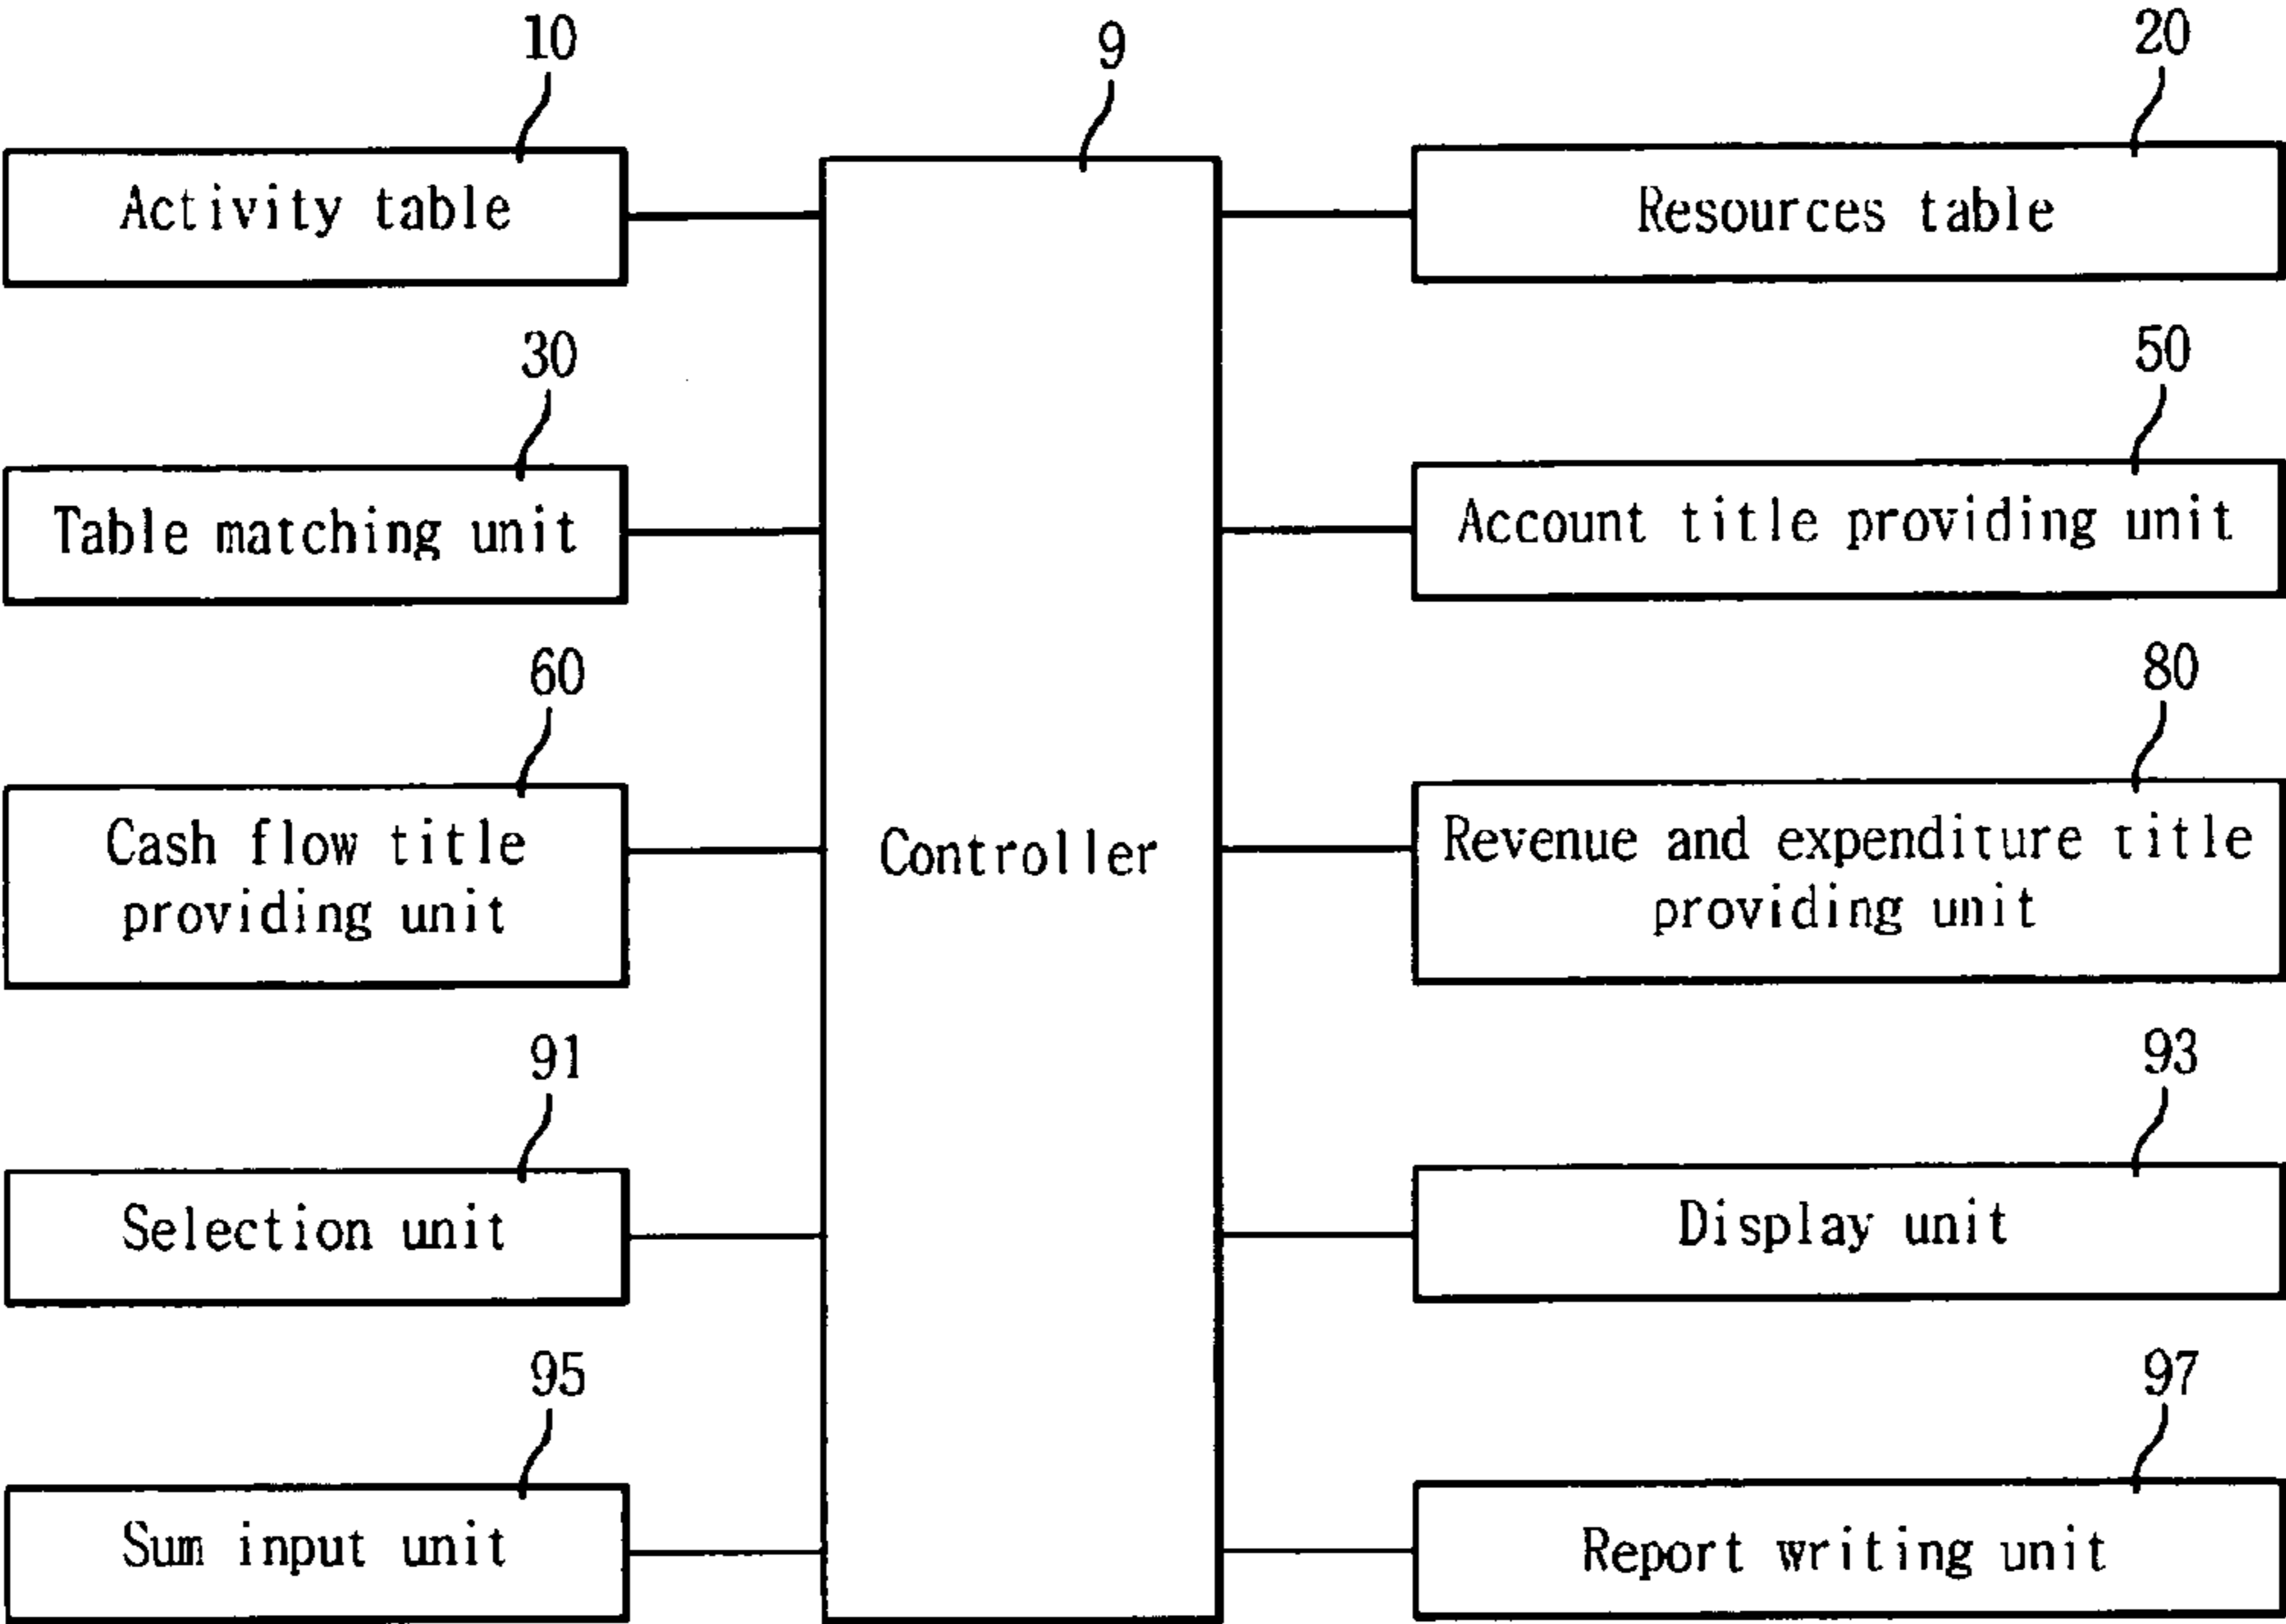 10
9
20
Activity table
Resources table
30
50
Table matching unit
Account title providing unit
60
80
Cash flow title
providing unit
Controller
Revenue and expenditure title
providing unit
91
93
Selection unit
Display unit
95
97
Sum input unit
Report writing unit